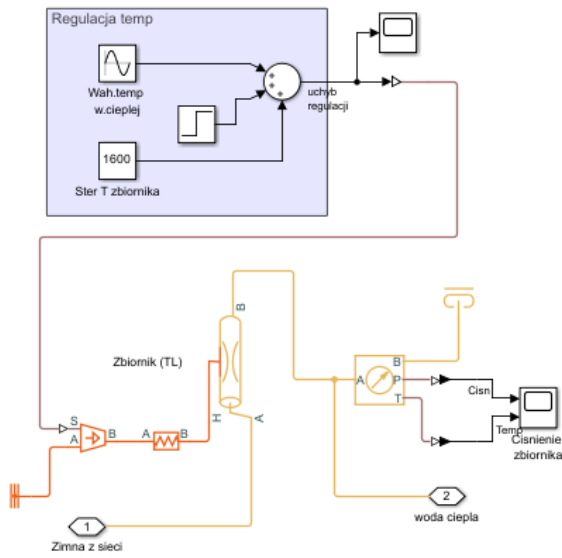 Regulacja temp
Wah.temp
w.cieplej
uchyb
regulacji
1600
Ster T zbiornika
B
Zbiornik (TL)
A
B
P
T
Cisn
Temp
Cisnienie
zbiornika
H
A
S
A
B
A
B
1
Zimna z sieci
2
woda ciepla